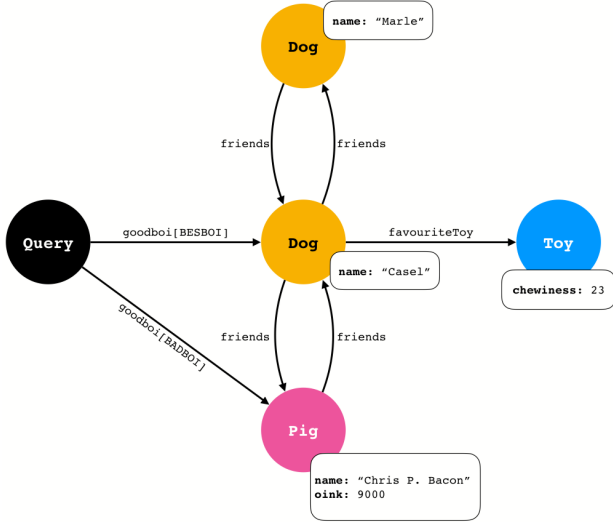 name: “Marle”
Dog
friends
friends
goodboi[BESBOI]
favouriteToy
Query
Dog
Toy
name: “Casel”
chewiness: 23
goodboi[BADBOI]
friends
friends
Pig
name: “Chris P. Bacon”
oink: 9000